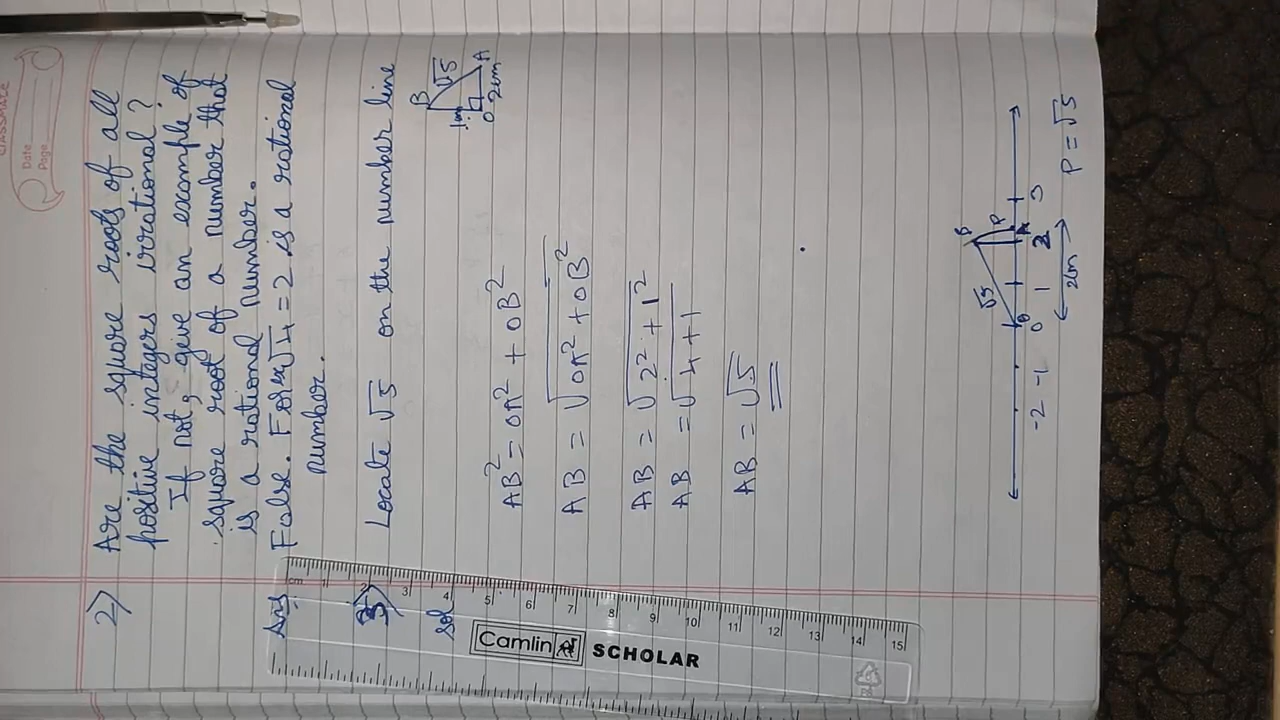 CLASSMATE
Date
Page
2) Are the square roots of all
positive integers irrational?
If not, give an example of
square root of a number that
is a rational number.
Ans: False. For ex √4 = 2 is a rational
number.
3) Locate √5 on the number line
Sol
B
√5
1cm
O 2cm A
AB² = OA² + OB²
AB = √OA² + OB²
AB = √2² + 1²
AB = √4+1
AB = √5
B
√5 P
O A
-2 -1 0 1 2 3
2cm
P = √5
cm 1 2 3 4 5 6 7 8 9 10 11 12 13 14 15
Camlin SCHOLAR